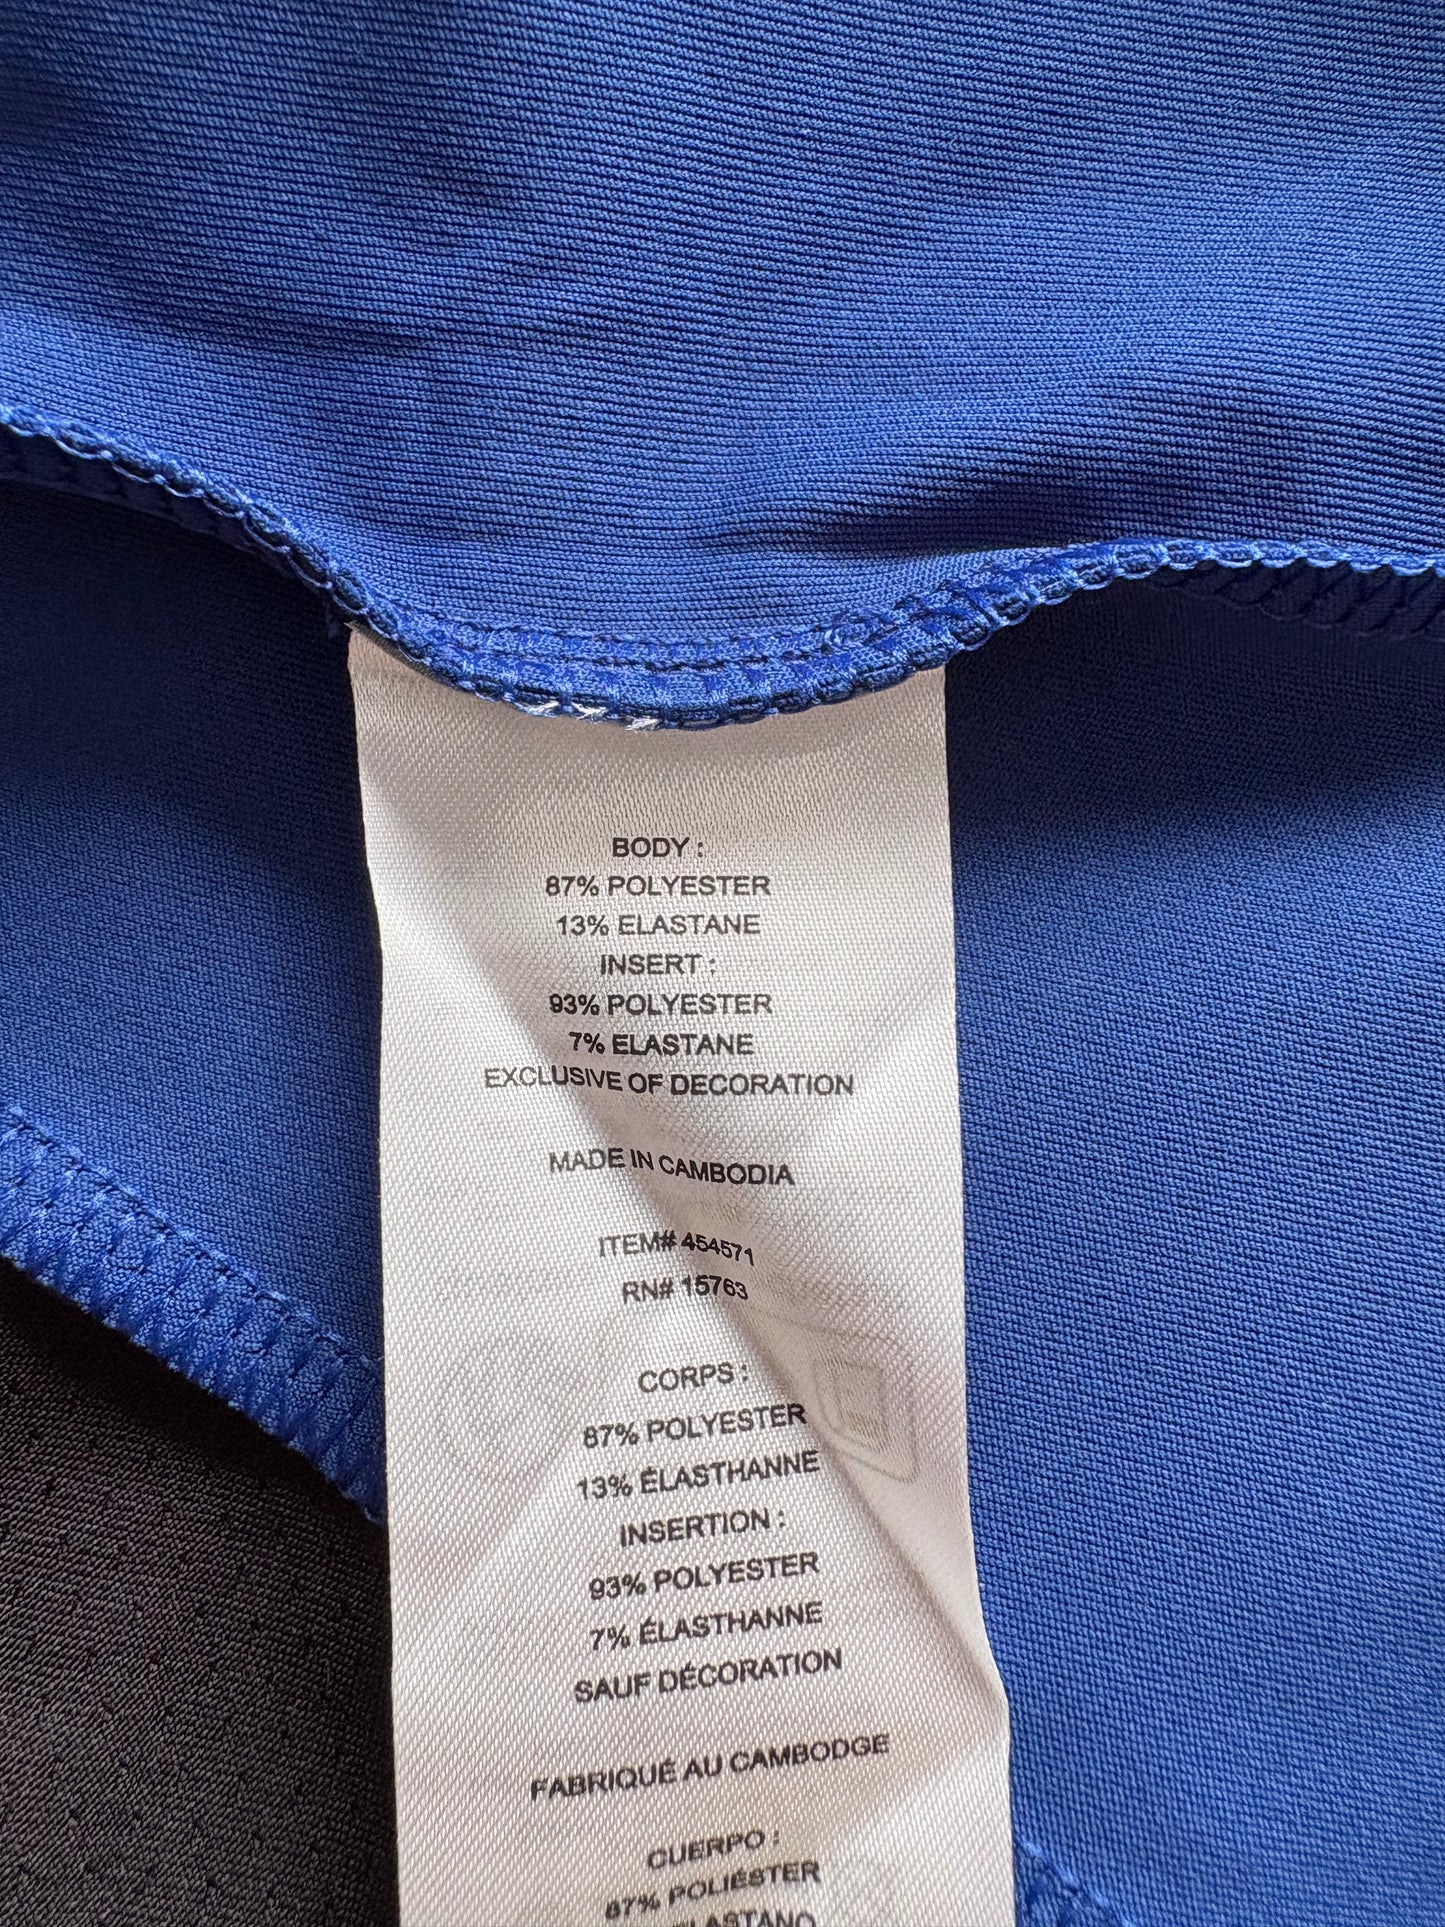 BODY :
87% POLYESTER
13% ELASTANE
INSERT :
93% POLYESTER
7% ELASTANE
EXCLUSIVE OF DECORATION
MADE IN CAMBODIA
ITEM# 454571
RN# 15763
CORPS :
87% POLYESTER
13% ÉLASTHANNE
INSERTION :
93% POLYESTER
7% ÉLASTHANNE
SAUF DÉCORATION
FABRIQUÉ AU CAMBODGE
CUERPO :
87% POLIÉSTER